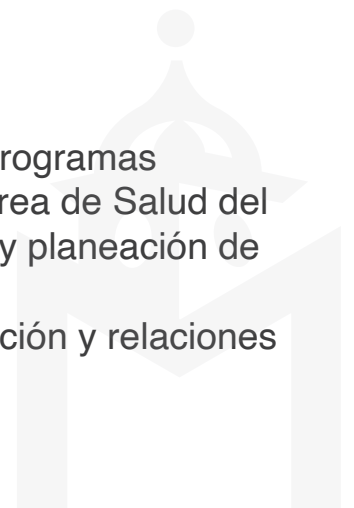 rogramas
rea de Salud del
y planeación de
ción y relaciones